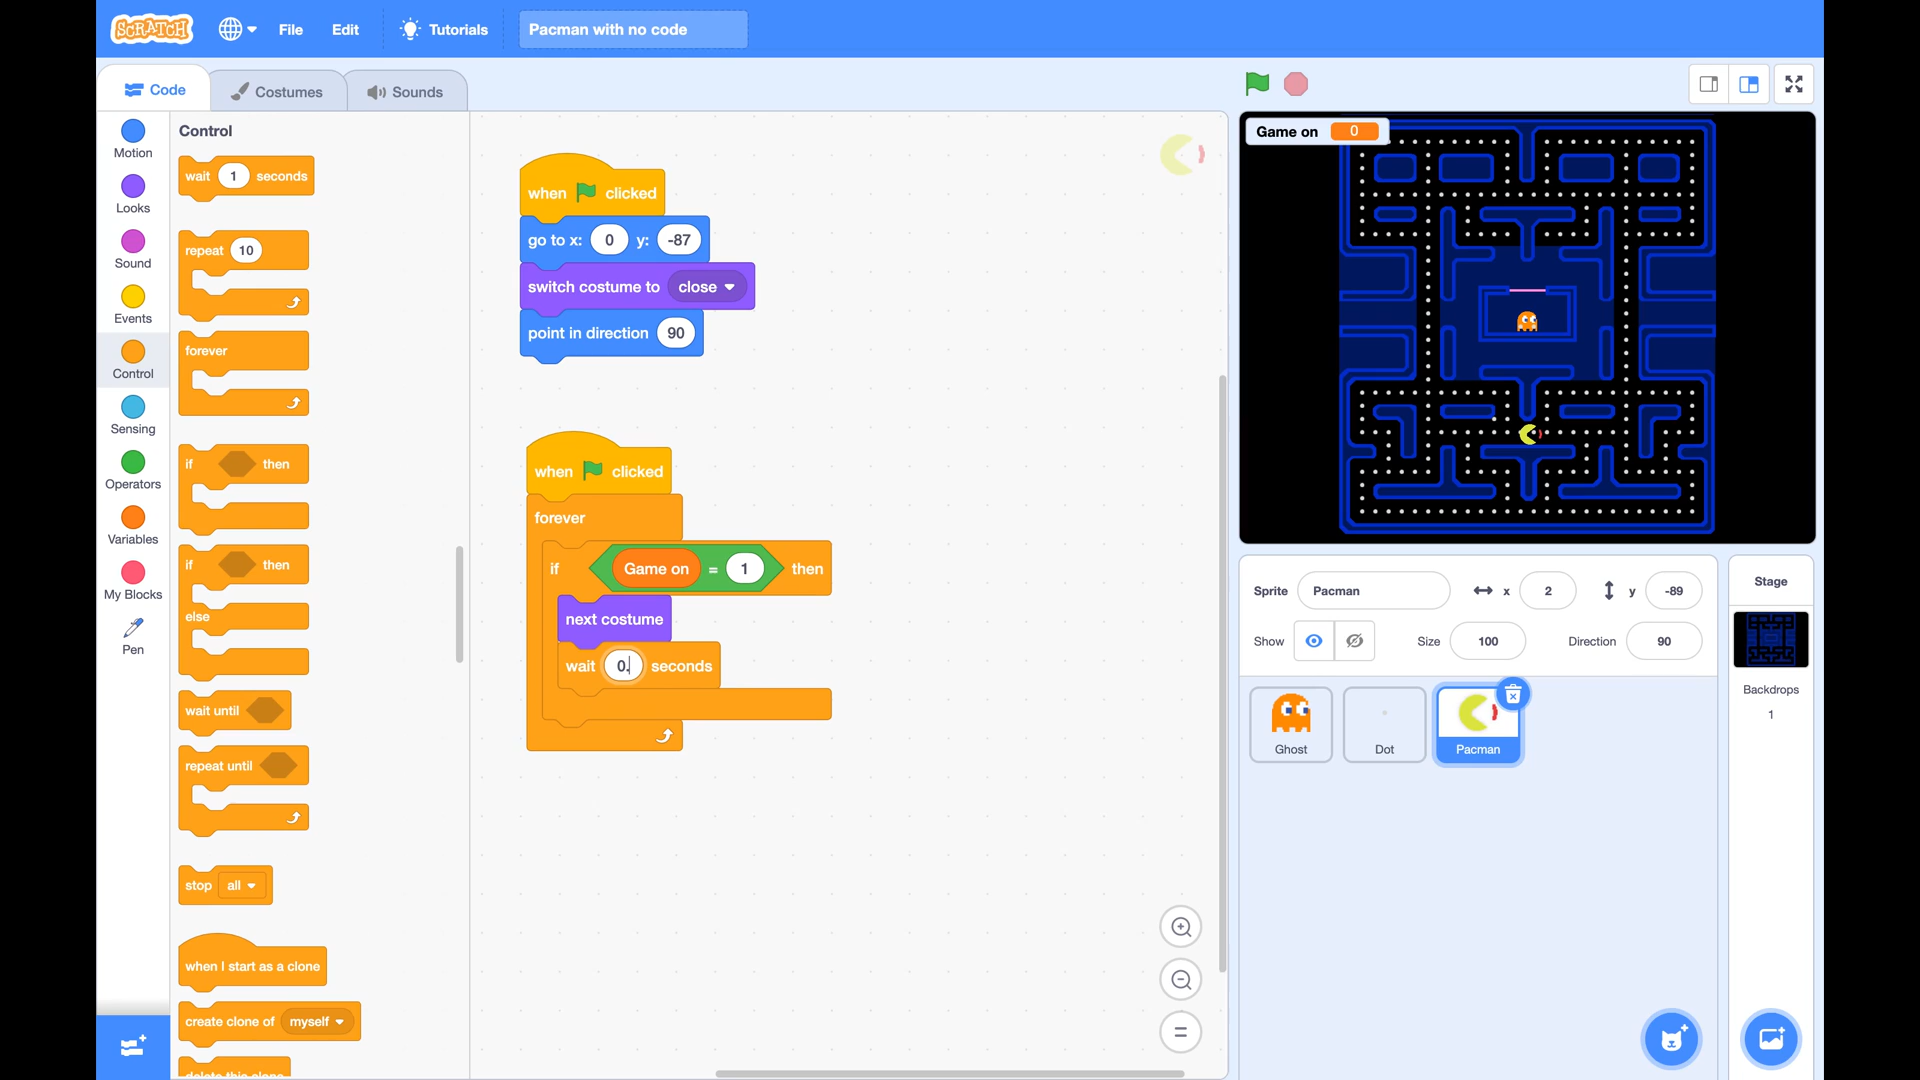 SCRATCH
File
Edit
Tutorials
Pacman with no code
Code
Costumes
Sounds
Motion
Looks
Sound
Events
Control
Sensing
Operators
Variables
My Blocks
Pen
Control
wait 1 seconds
repeat 10
forever
if then
if then
else
wait until
repeat until
stop all
when I start as a clone
create clone of myself
delete this clone
when clicked
go to x: 0 y: -87
switch costume to close
point in direction 90
when clicked
forever
if Game on = 1 then
next costume
wait 0. seconds
Game on 0
Sprite Pacman x 2 y -89
Show Size 100 Direction 90
Ghost
Dot
Pacman
Stage
Backdrops
1